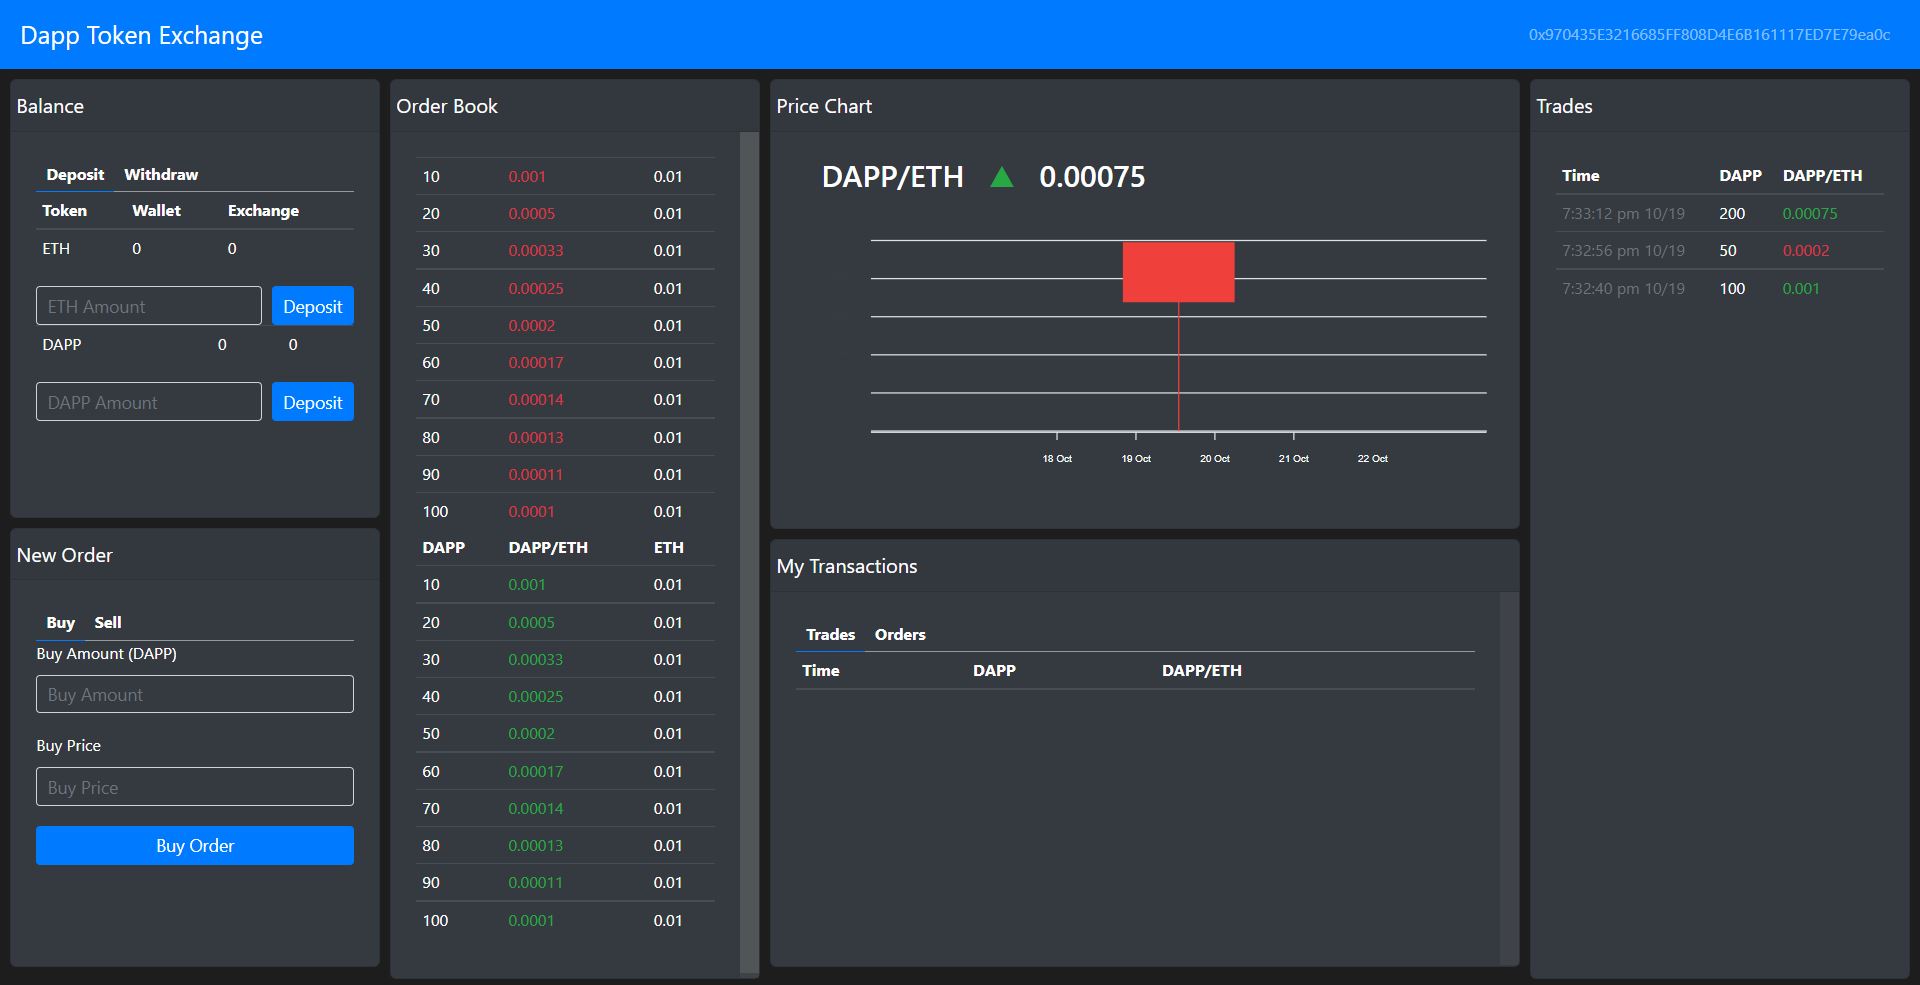 Dapp Token Exchange
0x970435E3216685FF808D4E6B161117ED7E79ea0c
Balance
Deposit Withdraw
Token Wallet Exchange
ETH 0 0
ETH Amount Deposit
DAPP 0 0
DAPP Amount Deposit
New Order
Buy Sell
Buy Amount (DAPP)
Buy Amount
Buy Price
Buy Price
Buy Order
Order Book
10 0.001 0.01
20 0.0005 0.01
30 0.00033 0.01
40 0.00025 0.01
50 0.0002 0.01
60 0.00017 0.01
70 0.00014 0.01
80 0.00013 0.01
90 0.00011 0.01
100 0.0001 0.01
DAPP DAPP/ETH ETH
10 0.001 0.01
20 0.0005 0.01
30 0.00033 0.01
40 0.00025 0.01
50 0.0002 0.01
60 0.00017 0.01
70 0.00014 0.01
80 0.00013 0.01
90 0.00011 0.01
100 0.0001 0.01
Price Chart
DAPP/ETH ▲ 0.00075
18 Oct 19 Oct 20 Oct 21 Oct 22 Oct
My Transactions
Trades Orders
Time DAPP DAPP/ETH
Trades
Time DAPP DAPP/ETH
7:33:12 pm 10/19 200 0.00075
7:32:56 pm 10/19 50 0.0002
7:32:40 pm 10/19 100 0.001